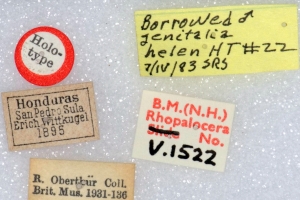 Holo-
type
Borrowed ♂
genitalia
helen HT#22
7/IV/83 SRS
Honduras
San Pedro Sula
Erich Wittkugel
1895
B.M.(N.H.)
Rhopalocera
Slide No.
V.1522
R. Oberthür Coll.
Brit. Mus. 1931-136